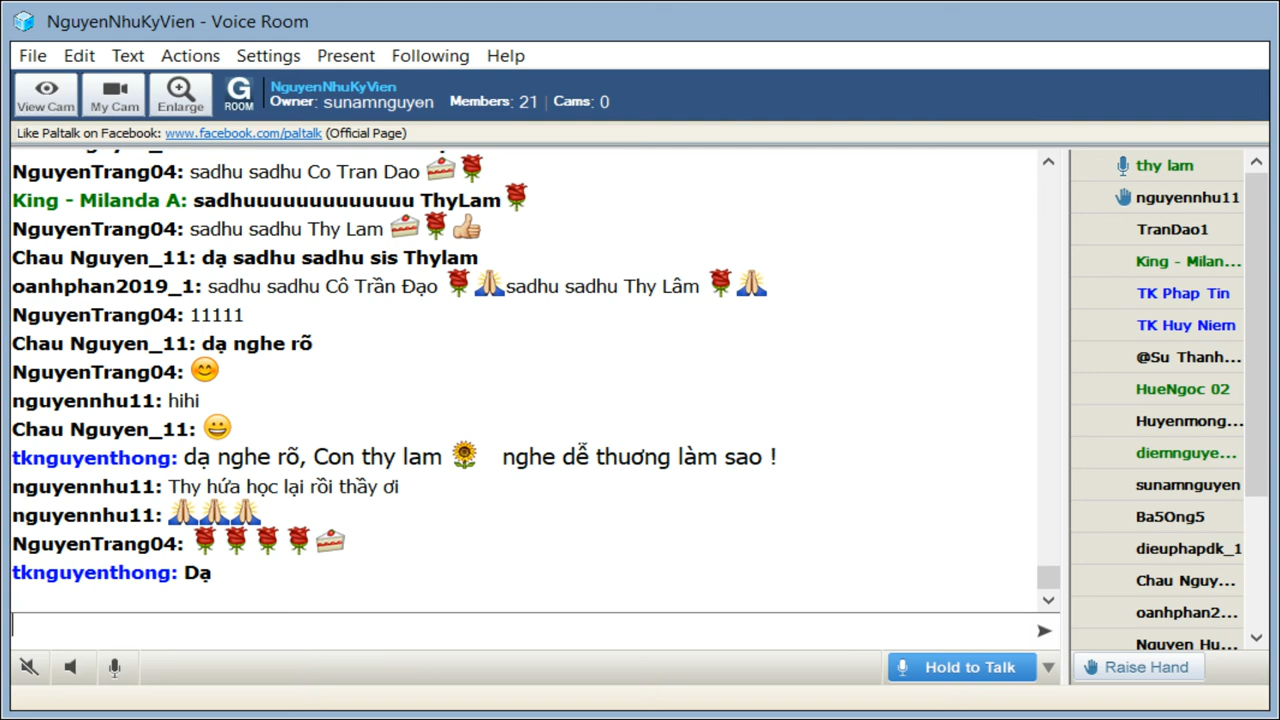 NguyenNhuKyVien - Voice Room
File Edit Text Actions Settings Present Following Help
View Cam My Cam Enlarge G ROOM
NguyenNhuKyVien
Owner: sunamnguyen Members: 21 | Cams: 0
Like Paltalk on Facebook: www.facebook.com/paltalk (Official Page)
NguyenTrang04: sadhu sadhu Co Tran Dao 🍰🌹
King - Milanda A: sadhuuuuuuuuuuuuuu ThyLam🌹
NguyenTrang04: sadhu sadhu Thy Lam 🍰🌹👍
Chau Nguyen_11: dạ sadhu sadhu sis Thylam
oanhphan2019_1: sadhu sadhu Cô Trần Đạo 🌹🙏sadhu sadhu Thy Lâm 🌹🙏
NguyenTrang04: 11111
Chau Nguyen_11: dạ nghe rõ
NguyenTrang04: 😊
nguyennhu11: hihi
Chau Nguyen_11: 😀
tknguyenthong: dạ nghe rõ, Con thy lam 🌻 nghe dễ thuơng làm sao !
nguyennhu11: Thy hứa học lại rồi thầy ơi
nguyennhu11: 🙏🙏🙏
NguyenTrang04: 🌹🌹🌹🌹🍰
tknguyenthong: Dạ
thy lam
nguyennhu11
TranDao1
King - Milan...
TK Phap Tin
TK Huy Niem
@Su Thanh...
HueNgoc 02
Huyenmong...
diemnguye...
sunamnguyen
Ba5Ong5
dieuphapdk_1
Chau Nguy...
oanhphan2...
Nguyen Hu...
Hold to Talk
Raise Hand